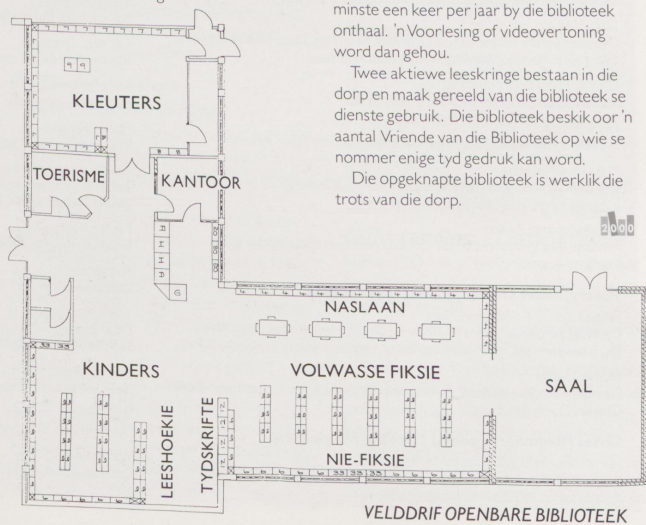 minste een keer per jaar by die biblioteek
onthaal. 'n Voorlesing of videovertoning
word dan gehou.
Twee aktiewe leeskringe bestaan in die
dorp en maak gereeld van die biblioteek se
dienste gebruik. Die biblioteek beskik oor 'n
aantal Vriende van die Biblioteek op wie se
nommer enige tyd gedruk kan word.
Die opgeknapte biblioteek is werklik die
trots van die dorp.
2000
KLEUTERS
TOERISME
KANTOOR
NASLAAN
KINDERS
VOLWASSE FIKSIE
SAAL
LEESHOEKIE
TYDSKRIFTE
NIE-FIKSIE
VELDDRIF OPENBARE BIBLIOTEEK